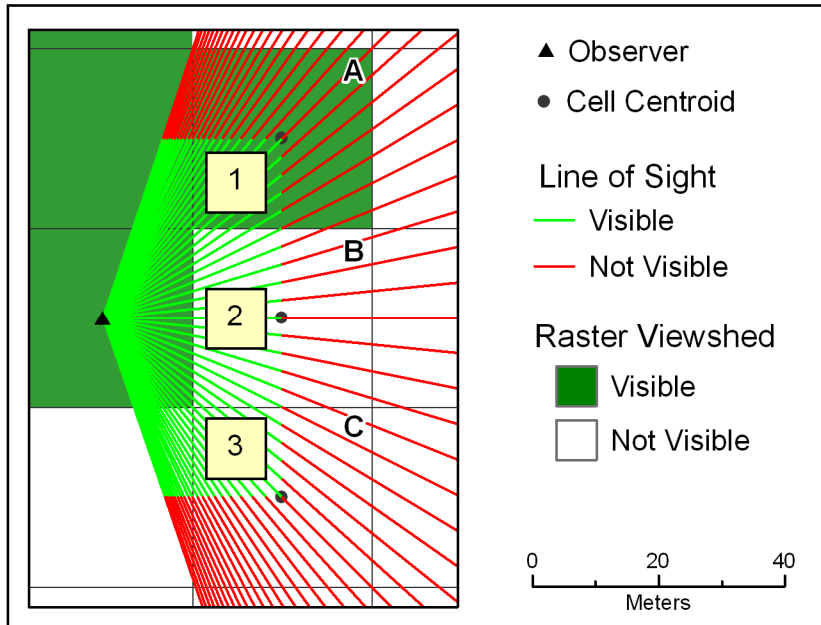 A
1
B
2
C
3
Observer
Cell Centroid
Line of Sight
Visible
Not Visible
Raster Viewshed
Visible
Not Visible
0 20 40
Meters